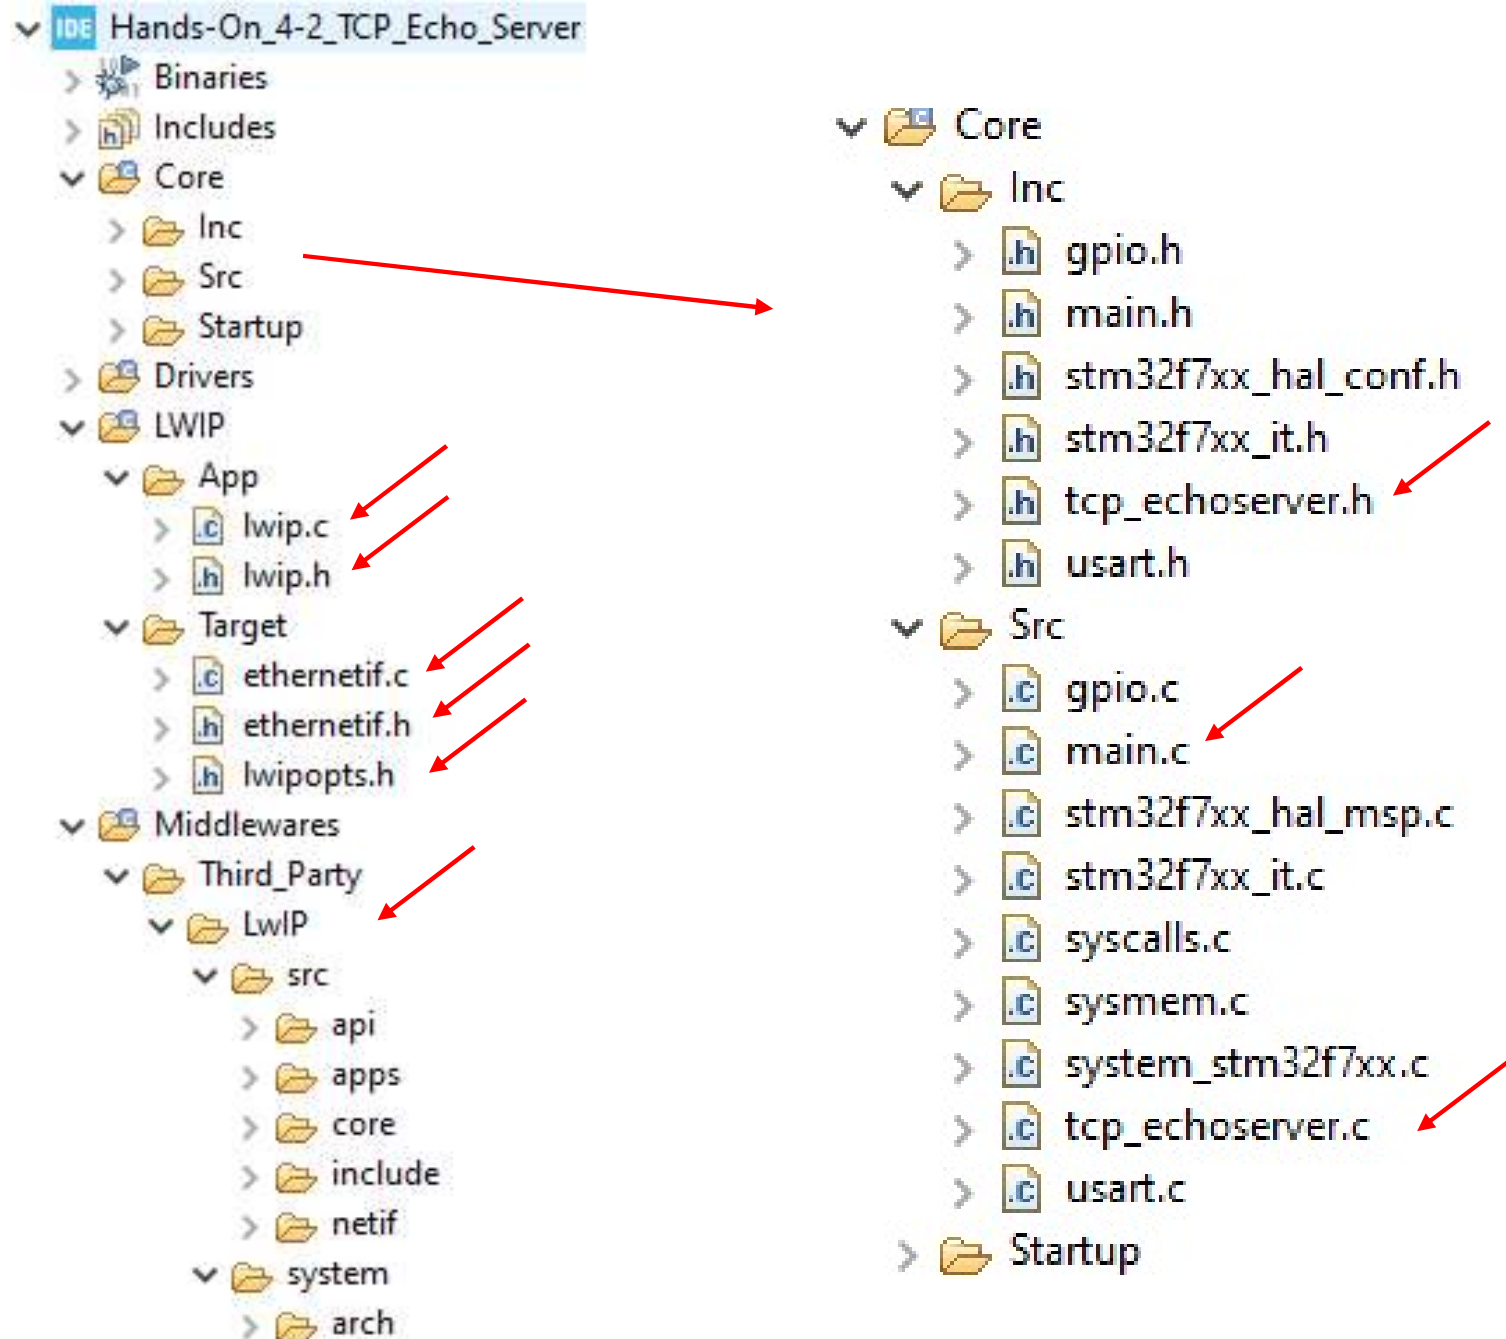 IDE Hands-On_4-2_TCP_Echo_Server
Binaries
Includes
Core
Inc
Src
Startup
Drivers
LWIP
App
.c lwip.c
.h lwip.h
Target
.c ethernetif.c
.h ethernetif.h
.h lwipopts.h
Middlewares
Third_Party
LwIP
src
api
apps
core
include
netif
system
arch
Core
Inc
.h gpio.h
.h main.h
.h stm32f7xx_hal_conf.h
.h stm32f7xx_it.h
.h tcp_echoserver.h
.h usart.h
Src
.c gpio.c
.c main.c
.c stm32f7xx_hal_msp.c
.c stm32f7xx_it.c
.c syscalls.c
.c sysmem.c
.c system_stm32f7xx.c
.c tcp_echoserver.c
.c usart.c
Startup